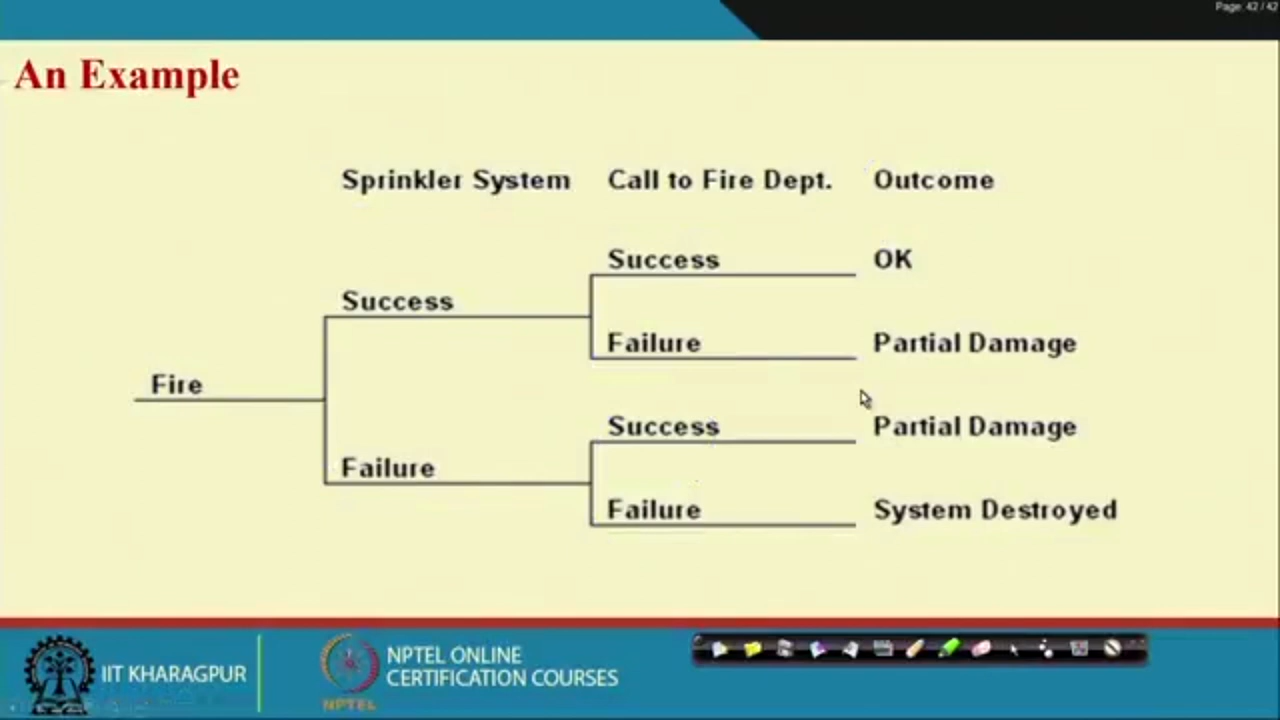 Page: 42 / 42
An Example
Sprinkler System Call to Fire Dept. Outcome
Success OK
Success
Failure Partial Damage
Fire
Success Partial Damage
Failure
Failure System Destroyed
IIT KHARAGPUR
NPTEL
NPTEL ONLINE
CERTIFICATION COURSES